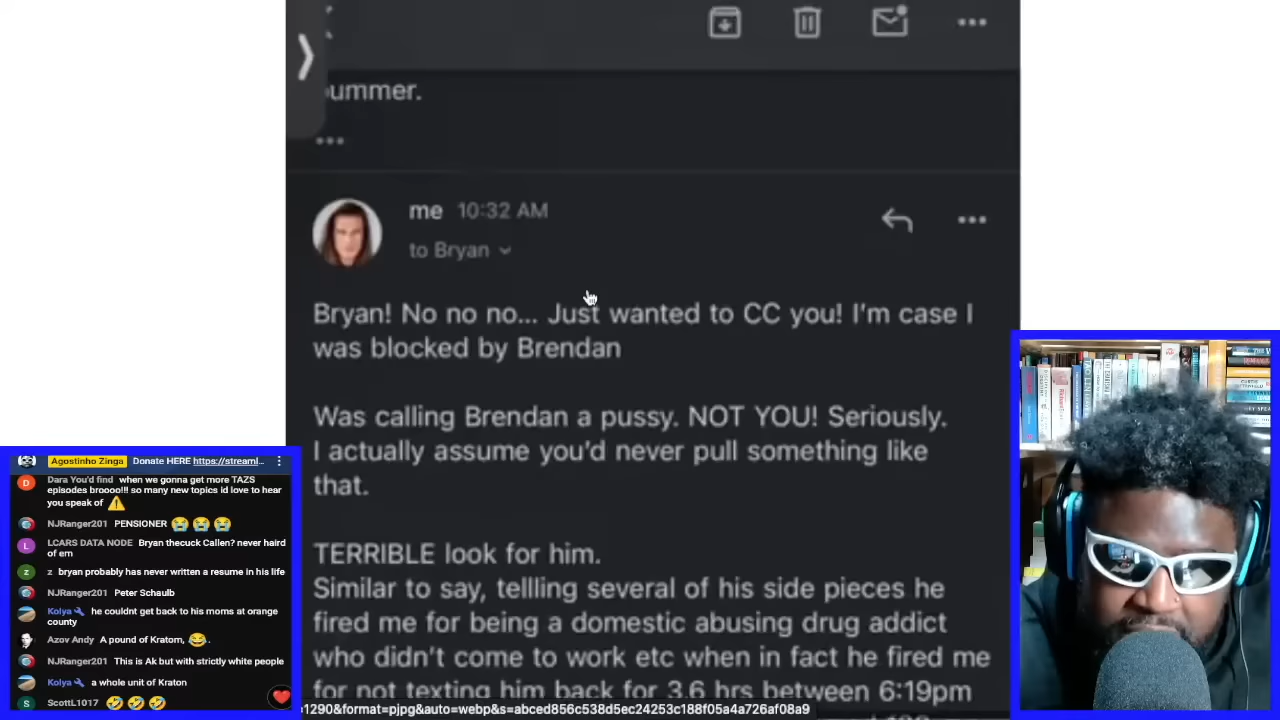 ummer.
me 10:32 AM
to Bryan
Bryan! No no no... Just wanted to CC you! I'm case I
was blocked by Brendan
Was calling Brendan a pussy. NOT YOU! Seriously.
I actually assume you'd never pull something like
that.
TERRIBLE look for him.
Similar to say, tellling several of his side pieces he
fired me for being a domestic abusing drug addict
who didn't come to work etc when in fact he fired me
for not texting him back for 3.6 hrs between 6:19pm
=1290&format=pjpg&auto=webp&s=abced856c538d5ec24253c188f05a4a726af08a9
Agostinho Zinga Donate HERE https://streaml...
Dara You'd find when we gonna get more TAZS
episodes broooo!!! so many new topics id love to hear
you speak of
NJRanger201 PENSIONER
LCARS DATA NODE Bryan thecuck Callen? never haird
of em
z bryan probably has never written a resume in his life
NJRanger201 Peter Schaulb
Kolya he couldnt get back to his moms at orange
county
Azov Andy A pound of Kratom,
NJRanger201 This is Ak but with strictly white people
Kolya a whole unit of Kraton
ScottL1017